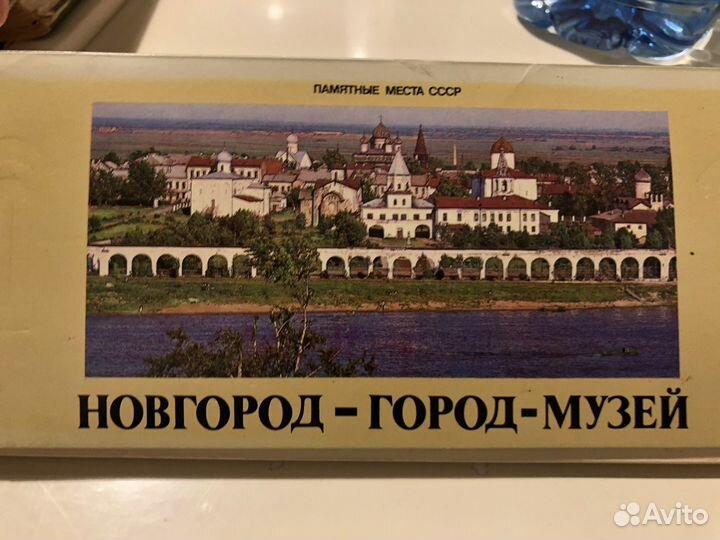 ПАМЯТНЫЕ МЕСТА СССР
НОВГОРОД – ГОРОД-МУЗЕЙ
Avito